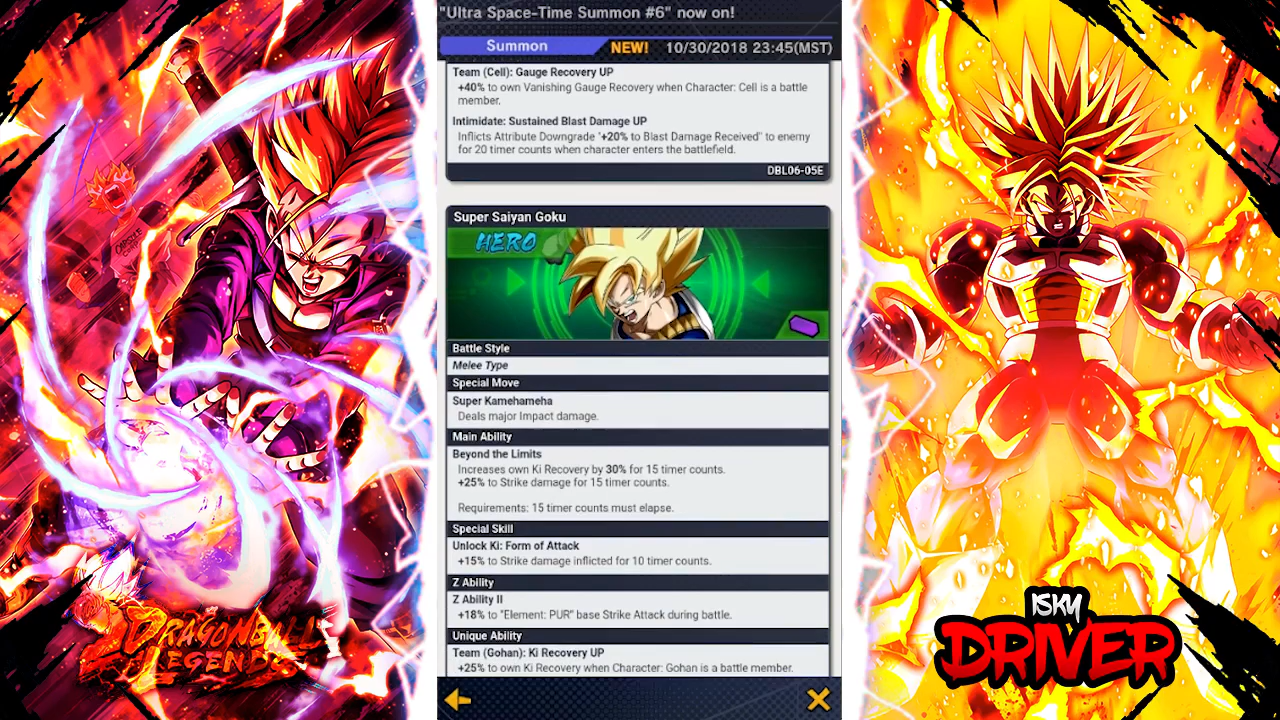 "Ultra Space-Time Summon #6" now on!
Summon NEW! 10/30/2018 23:45(MST)
Team (Cell): Gauge Recovery UP
+40% to own Vanishing Gauge Recovery when Character: Cell is a battle
member.
Intimidate: Sustained Blast Damage UP
Inflicts Attribute Downgrade '+20% to Blast Damage Received" to enemy
for 20 timer counts when character enters the battlefield.
DBL06-05E
Super Saiyan Goku
HERO
Battle Style
Melee Type
Special Move
Super Kamehameha
Deals major Impact damage.
Main Ability
Beyond the Limits
Increases own Ki Recovery by 30% for 15 timer counts.
+25% to Strike damage for 15 timer counts.
Requirements: 15 timer counts must elapse.
Special Skill
Unlock Ki: Form of Attack
+15% to Strike damage inflicted for 10 timer counts.
Z Ability
Z Ability II
+18% to "Element: PUR" base Strike Attack during battle.
Unique Ability
Team (Gohan): Ki Recovery UP
+25% to own Ki Recovery when Character: Gohan is a battle member.
CAPSULE
CORP
DRAGONBALL
LEGENDS
ISKY
DRIVER